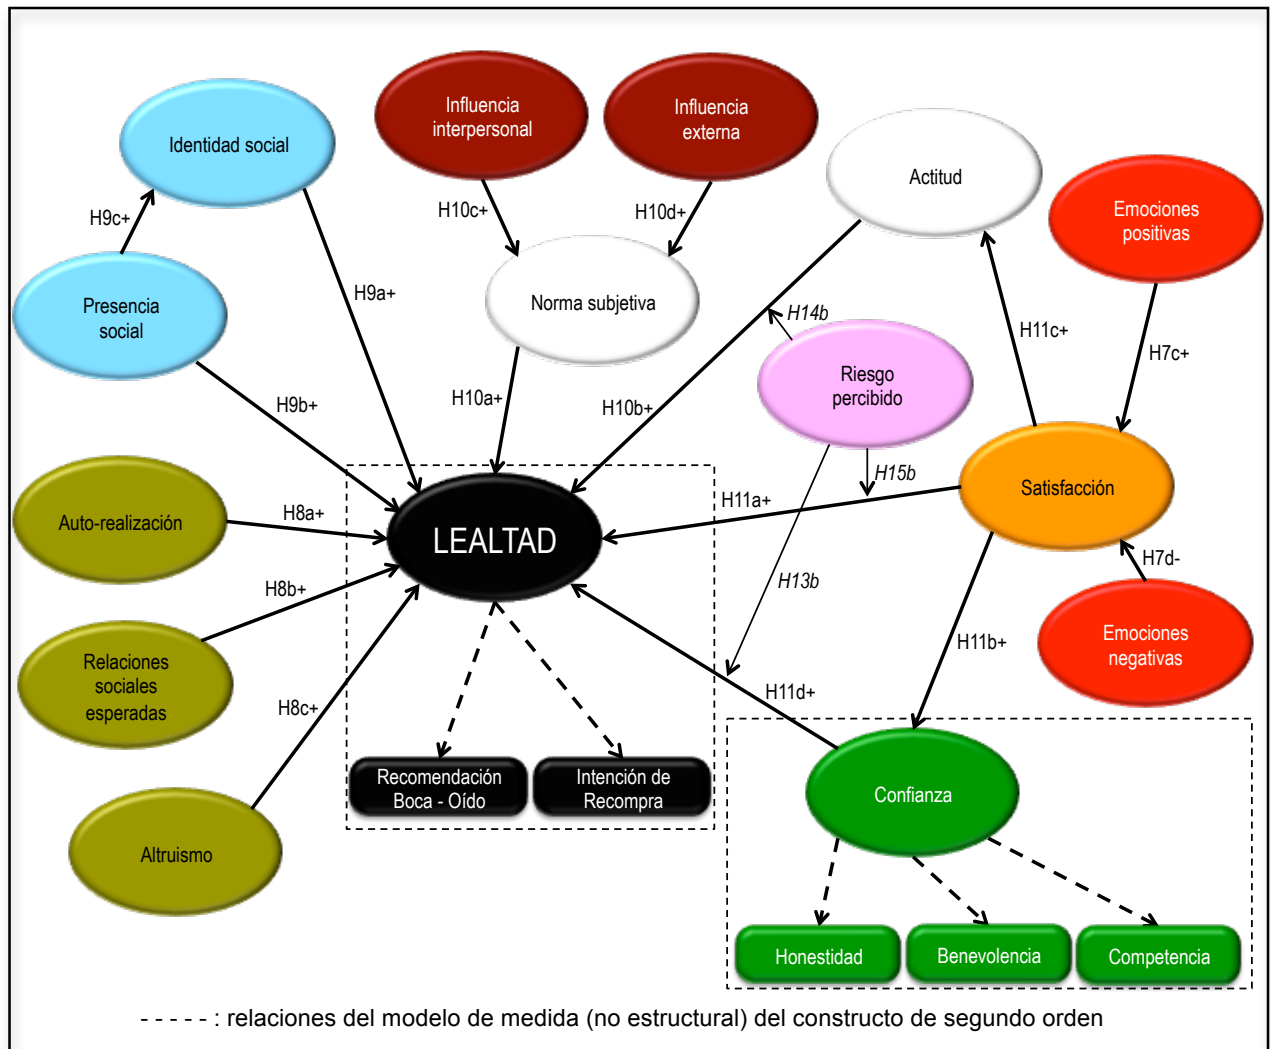 Influencia
interpersonal
Influencia
externa
Identidad social
Actitud
Emociones
positivas
H9c+
H10c+
H10d+
Presencia
social
H9a+
Norma subjetiva
H14b
H11c+
H7c+
Riesgo
percibido
H9b+
H10a+
H10b+
H15b
Auto-realización
H8a+
LEALTAD
H11a+
Satisfacción
H7d-
H8b+
H13b
Relaciones
sociales
esperadas
H11b+
Emociones
negativas
H8c+
H11d+
Recomendación
Boca - Oído
Intención de
Recompra
Confianza
Altruismo
Honestidad
Benevolencia
Competencia
- - - - - : relaciones del modelo de medida (no estructural) del constructo de segundo orden